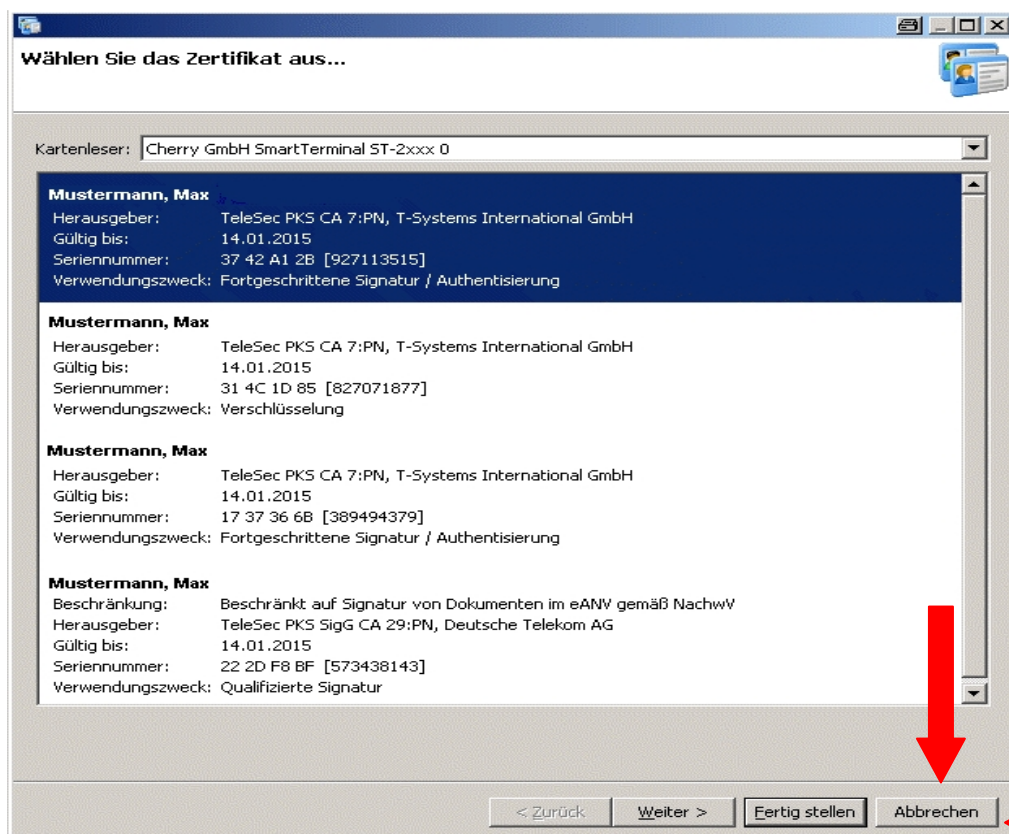 Wählen Sie das Zertifikat aus...
Kartenleser: Cherry GmbH SmartTerminal ST-2xxx 0
Mustermann, Max
Herausgeber: TeleSec PKS CA 7:PN, T-Systems International GmbH
Gültig bis: 14.01.2015
Seriennummer: 37 42 A1 2B [927113515]
Verwendungszweck: Fortgeschrittene Signatur / Authentisierung
Mustermann, Max
Herausgeber: TeleSec PKS CA 7:PN, T-Systems International GmbH
Gültig bis: 14.01.2015
Seriennummer: 31 4C 1D 85 [827071877]
Verwendungszweck: Verschlüsselung
Mustermann, Max
Herausgeber: TeleSec PKS CA 7:PN, T-Systems International GmbH
Gültig bis: 14.01.2015
Seriennummer: 17 37 36 6B [389494379]
Verwendungszweck: Fortgeschrittene Signatur / Authentisierung
Mustermann, Max
Beschränkung: Beschränkt auf Signatur von Dokumenten im eANV gemäß NachwV
Herausgeber: TeleSec PKS SigG CA 29:PN, Deutsche Telekom AG
Gültig bis: 14.01.2015
Seriennummer: 22 2D F8 BF [573438143]
Verwendungszweck: Qualifizierte Signatur
< Zurück Weiter > Fertig stellen Abbrechen